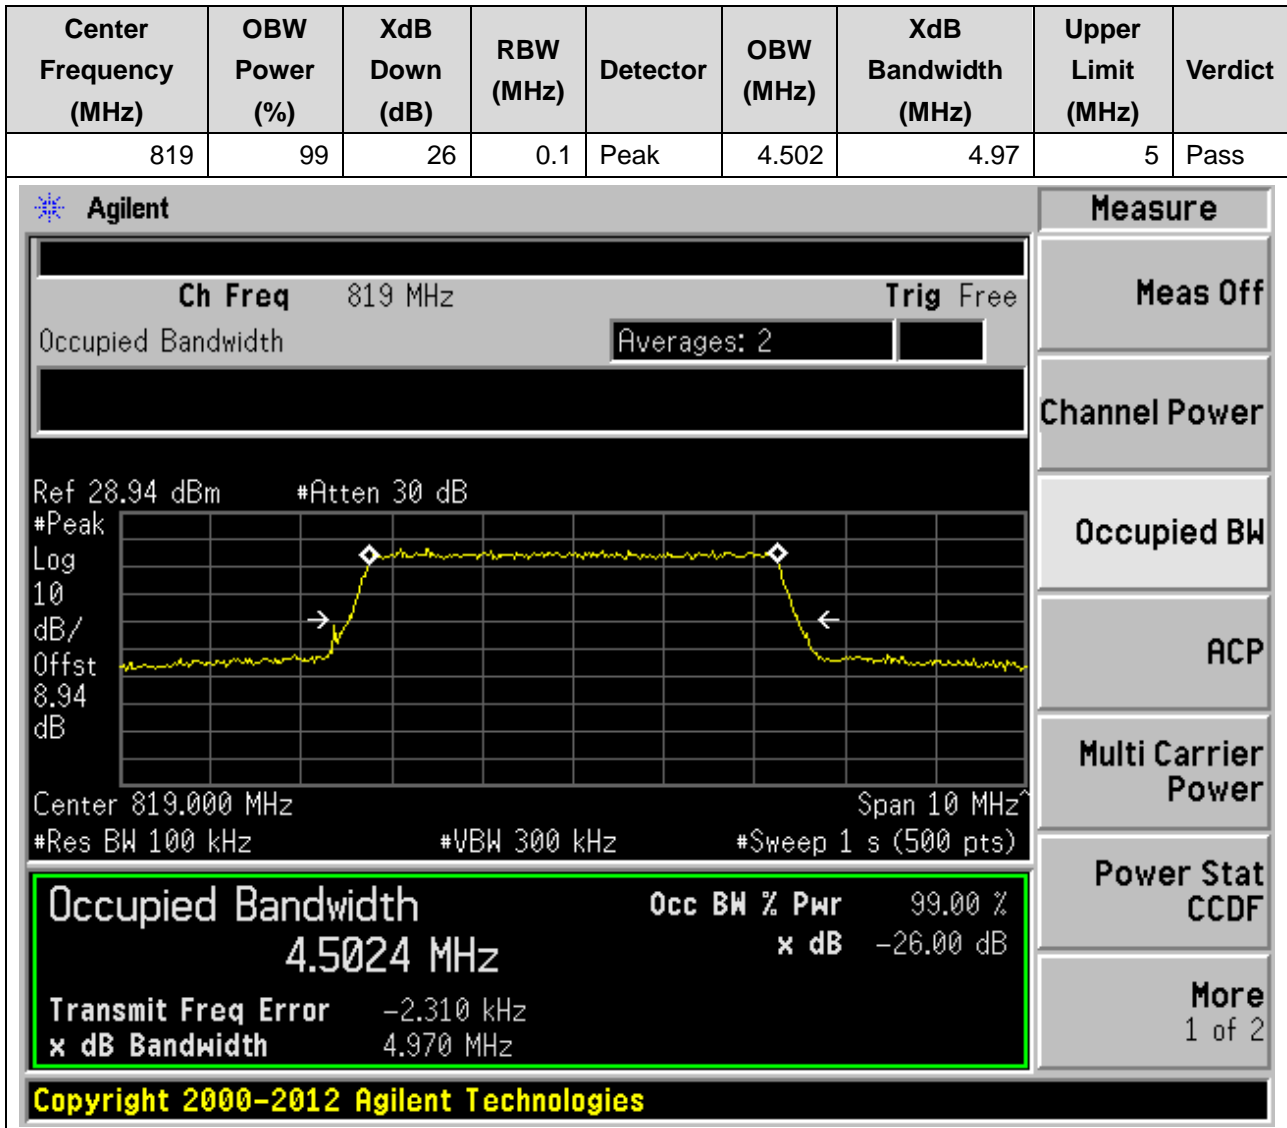 Center Frequency (MHz) OBW Power (%) XdB Down (dB) RBW (MHz) Detector OBW (MHz) XdB Bandwidth (MHz) Upper Limit (MHz) Verdict
819 99 26 0.1 Peak 4.502 4.97 5 Pass
Agilent
Measure
Ch Freq 819 MHz Trig Free
Meas Off
Occupied Bandwidth Averages: 2
Channel Power
Ref 28.94 dBm #Atten 30 dB
#Peak
Log
10
dB/
Offst
8.94
dB
Occupied BW
ACP
Multi Carrier
Power
Center 819.000 MHz Span 10 MHz^
#Res BW 100 kHz #VBW 300 kHz #Sweep 1 s (500 pts)
Power Stat
CCDF
Occupied Bandwidth Occ BW % Pwr 99.00 %
4.5024 MHz x dB -26.00 dB
More
1 of 2
Transmit Freq Error -2.310 kHz
x dB Bandwidth 4.970 MHz
Copyright 2000-2012 Agilent Technologies